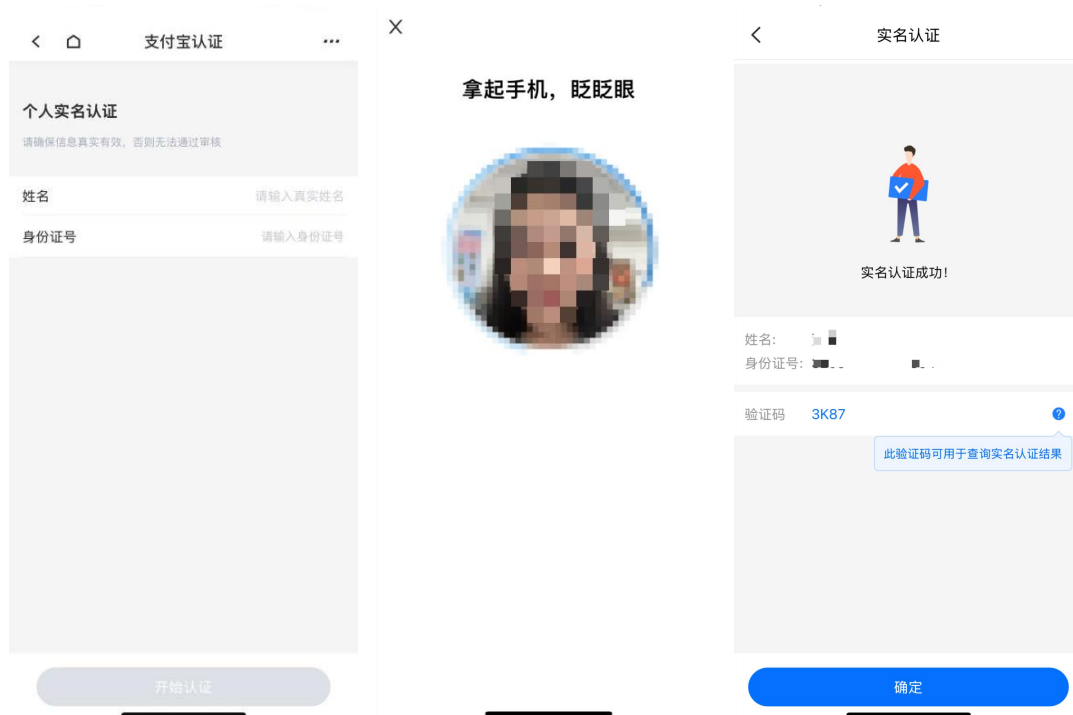 支付宝认证
个人实名认证
请确保信息真实有效，否则无法通过审核
姓名 请输入真实姓名
身份证号 请输入身份证号
开始认证
拿起手机，眨眨眼
实名认证
实名认证成功！
姓名:
身份证号:
验证码 3K87
此验证码可用于查询实名认证结果
确定